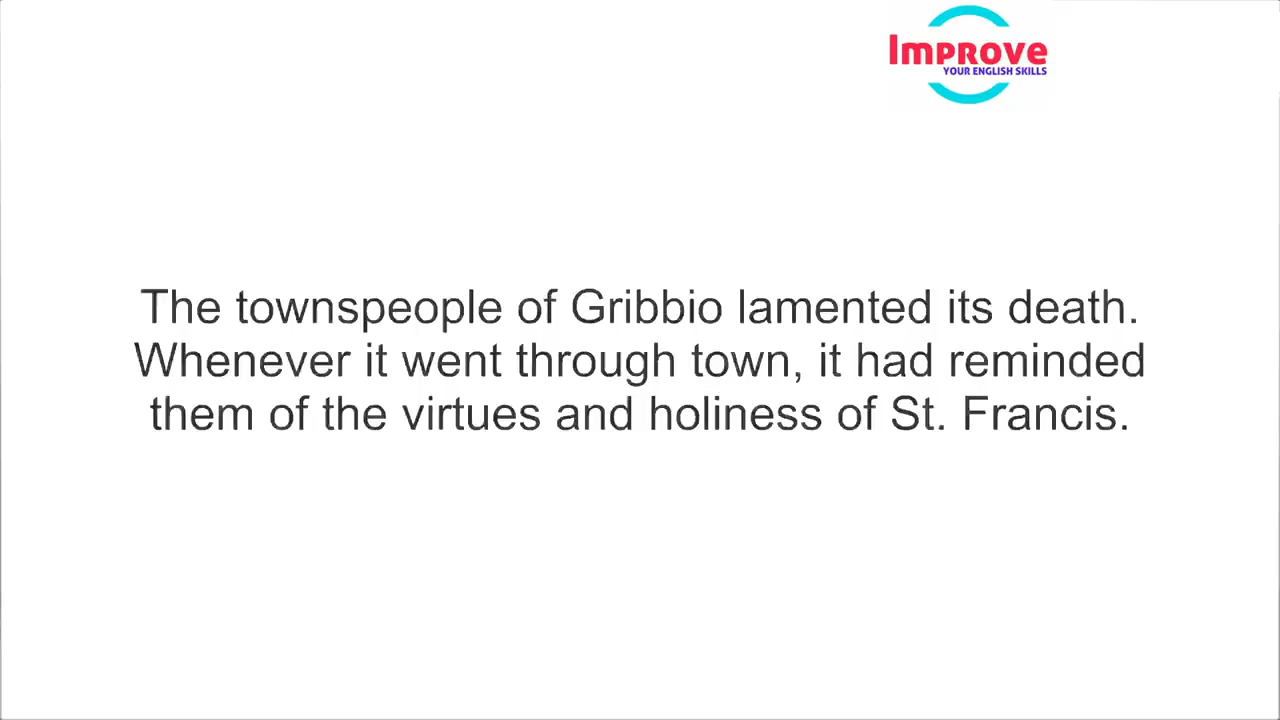 Improve
YOUR ENGLISH SKILLS
The townspeople of Gribbio lamented its death.
Whenever it went through town, it had reminded
them of the virtues and holiness of St. Francis.